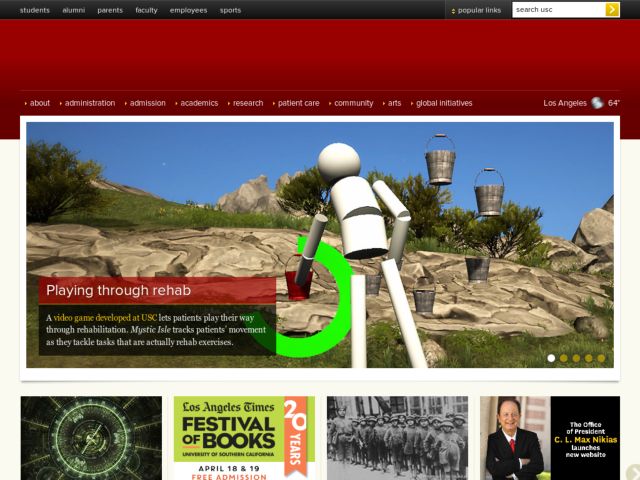 students alumni parents faculty employees sports popular links search usc
about administration admission academics research patient care community arts global initiatives Los Angeles 64°
Playing through rehab
A video game developed at USC lets patients play their way
through rehabilitation. Mystic Isle tracks patients' movement
as they tackle tasks that are actually rehab exercises.
Los Angeles Times
FESTIVAL
OF BOOKS
UNIVERSITY OF SOUTHERN CALIFORNIA
APRIL 18 & 19
FREE ADMISSION
20 YEARS
The Office
of President
C. L. Max Nikias
launches
new website